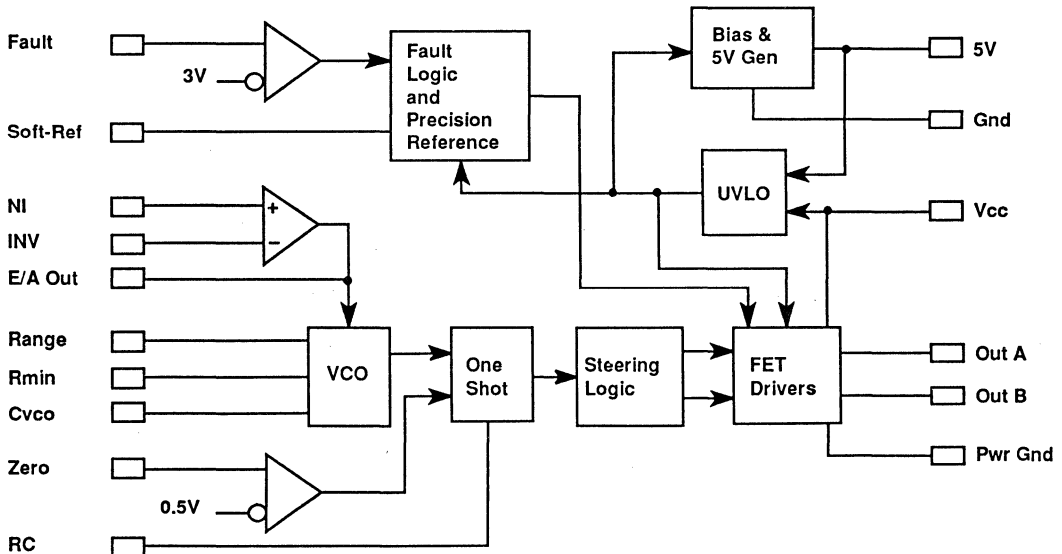 Fault
3V
Soft-Ref
NI
INV
E/A Out
Range
Rmin
Cvco
Zero
0.5V
RC
Fault
Logic
and
Precision
Reference
+
−
VCO
One
Shot
Steering
Logic
Bias &
5V Gen
UVLO
FET
Drivers
5V
Gnd
Vcc
Out A
Out B
Pwr Gnd